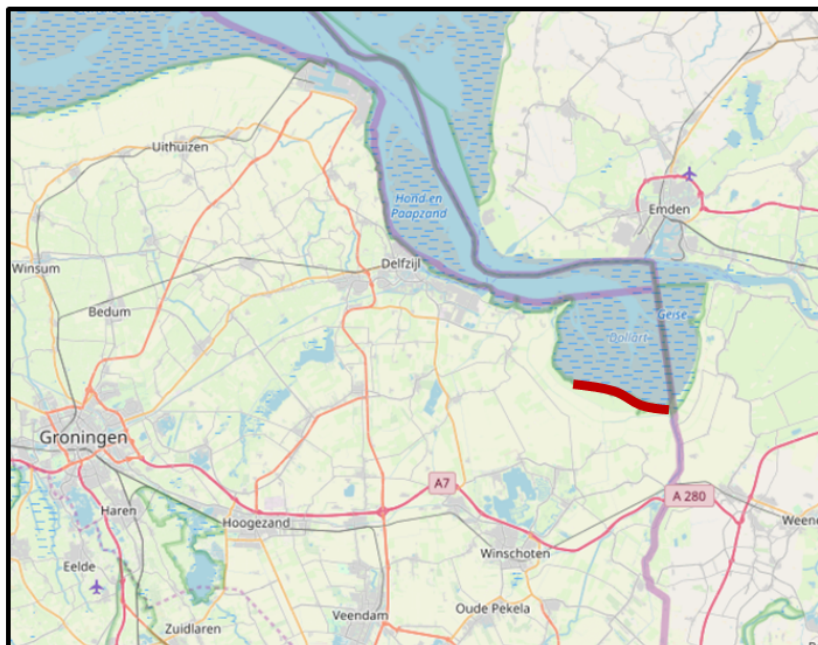 Uithuizen
Hond en
Paapzand
Emden
Winsum
Delfzijl
Bedum
Geise
Dollart
Groningen
A7
A 280
Haren
Hoogezand
Winschoten
Eelde
Oude Pekela
Veendam
Zuidlaren